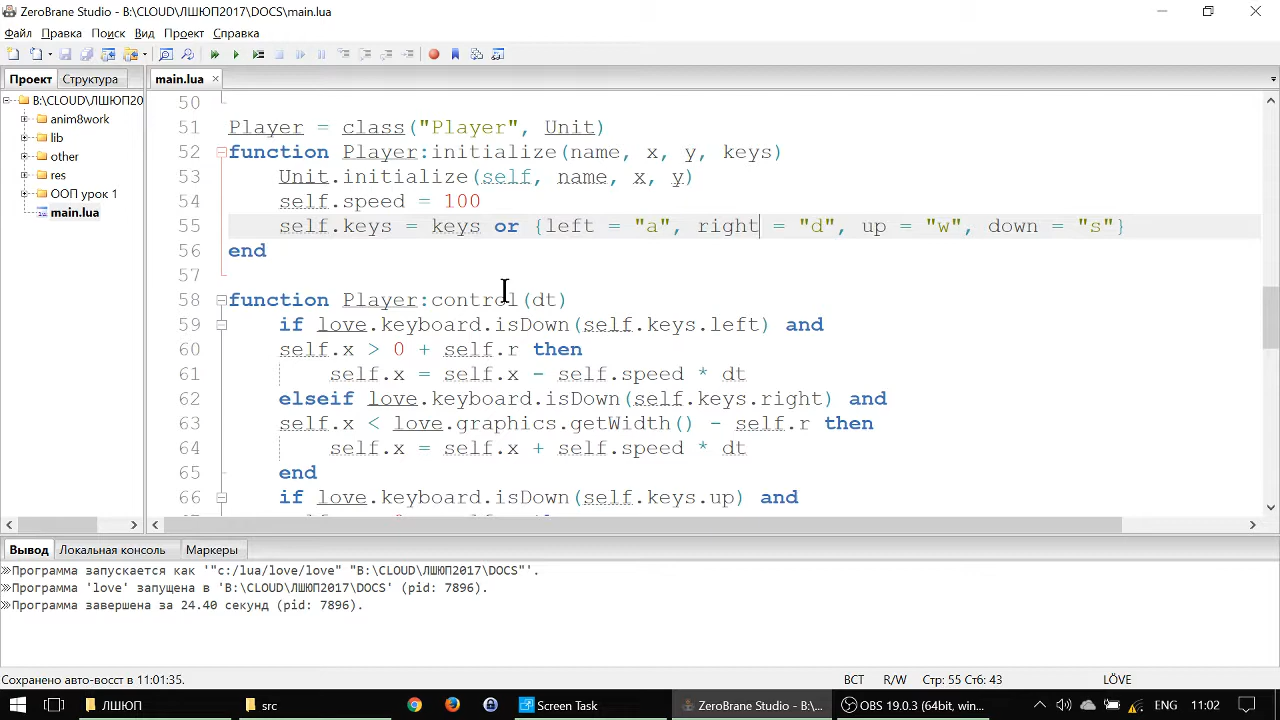 ZeroBrane Studio - B:\CLOUD\ЛШЮП2017\DOCS\main.lua
Файл Правка Поиск Вид Проект Справка
Проект Структура
main.lua
B:\CLOUD\ЛШЮП20
anim8work
lib
other
res
ООП урок 1
main.lua
50
51 Player = class("Player", Unit)
52 function Player:initialize(name, x, y, keys)
53 Unit.initialize(self, name, x, y)
54 self.speed = 100
55 self.keys = keys or {left = "a", right = "d", up = "w", down = "s"}
56 end
57
58 function Player:control(dt)
59 if love.keyboard.isDown(self.keys.left) and
60 self.x > 0 + self.r then
61 self.x = self.x - self.speed * dt
62 elseif love.keyboard.isDown(self.keys.right) and
63 self.x < love.graphics.getWidth() - self.r then
64 self.x = self.x + self.speed * dt
65 end
66 if love.keyboard.isDown(self.keys.up) and
Вывод Локальная консоль Маркеры
Программа запускается как '"c:/lua/love/love" "B:\CLOUD\ЛШЮП2017\DOCS"'.
Программа 'love' запущена в 'B:\CLOUD\ЛШЮП2017\DOCS' (pid: 7896).
Программа завершена за 24.40 секунд (pid: 7896).
Сохранено авто-восст в 11:01:35.
ВСТ R/W Стр: 55 Стб: 43 LÖVE
ЛШЮП src Screen Task ZeroBrane Studio - B:\... OBS 19.0.3 (64bit, win... ENG 11:02